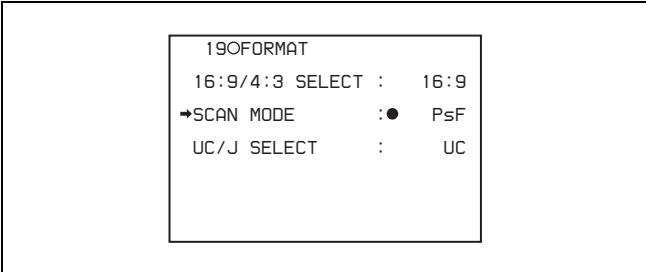 19○FORMAT
16:9/4:3 SELECT : 16:9
➡SCAN MODE :● PsF
UC/J SELECT : UC